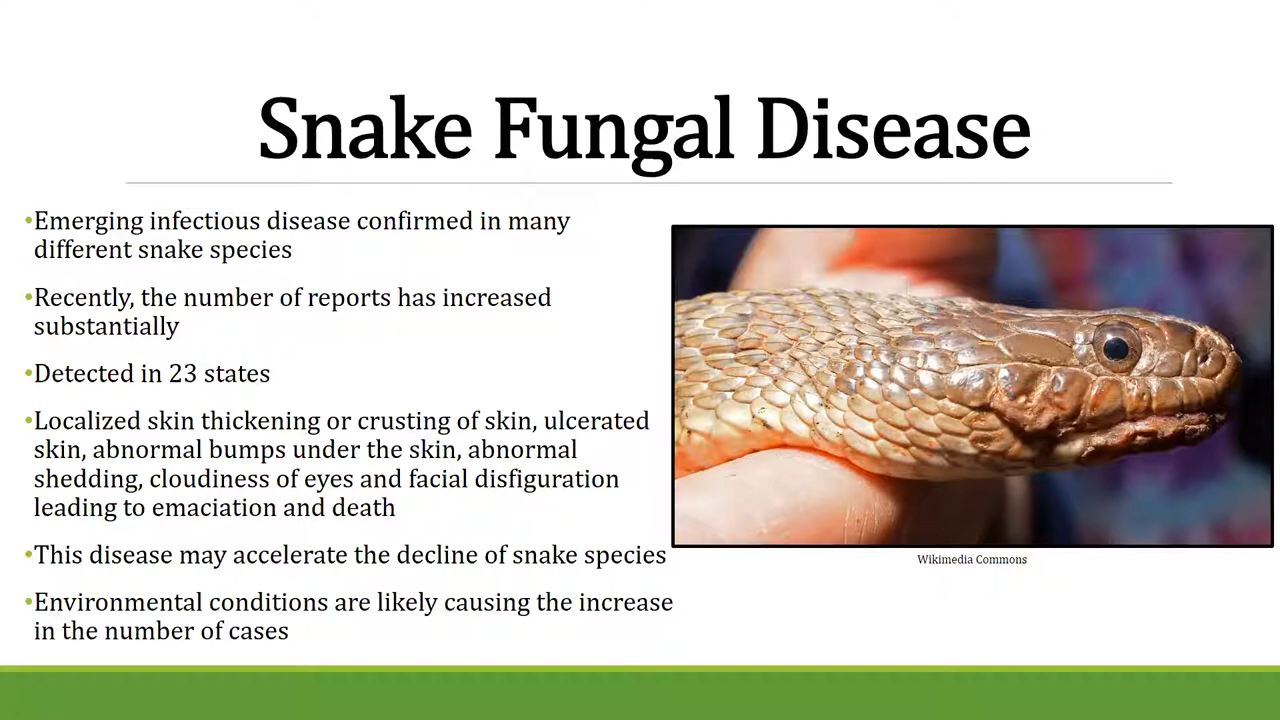 Snake Fungal Disease
•Emerging infectious disease confirmed in many
different snake species
•Recently, the number of reports has increased
substantially
•Detected in 23 states
•Localized skin thickening or crusting of skin, ulcerated
skin, abnormal bumps under the skin, abnormal
shedding, cloudiness of eyes and facial disfiguration
leading to emaciation and death
•This disease may accelerate the decline of snake species
•Environmental conditions are likely causing the increase
in the number of cases
Wikimedia Commons